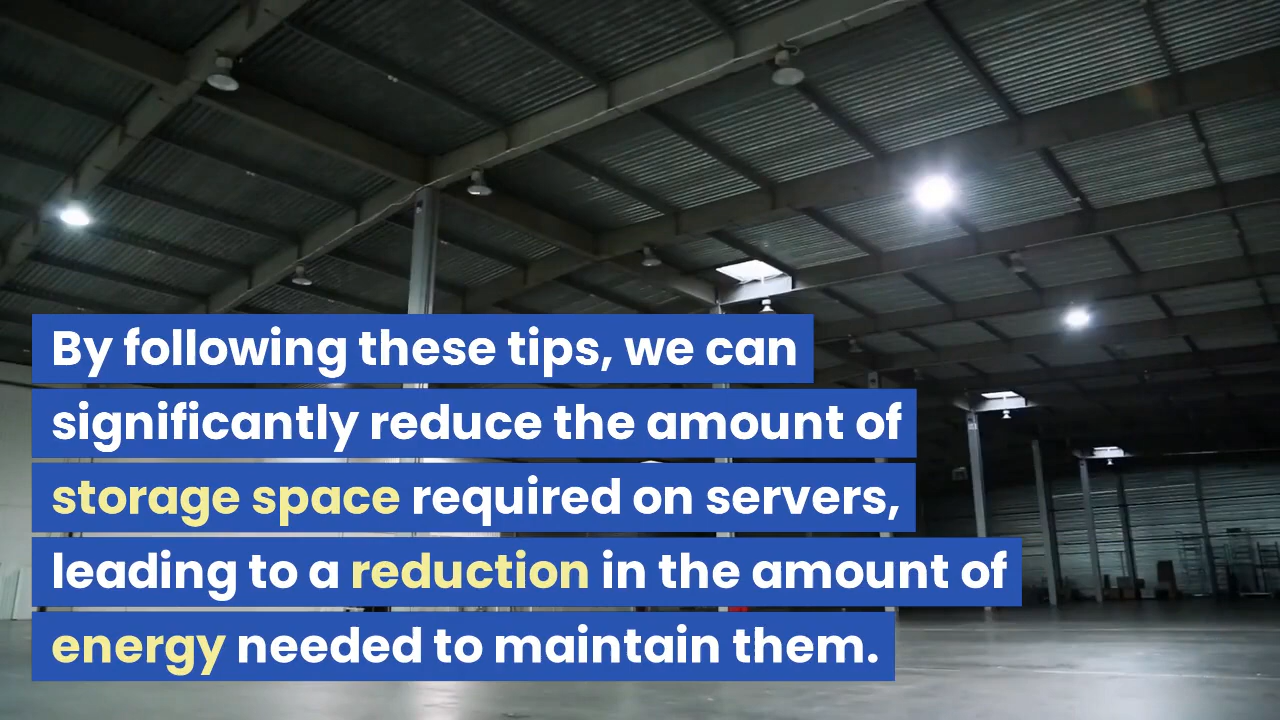 By following these tips, we can
significantly reduce the amount of
storage space required on servers,
leading to a reduction in the amount of
energy needed to maintain them.